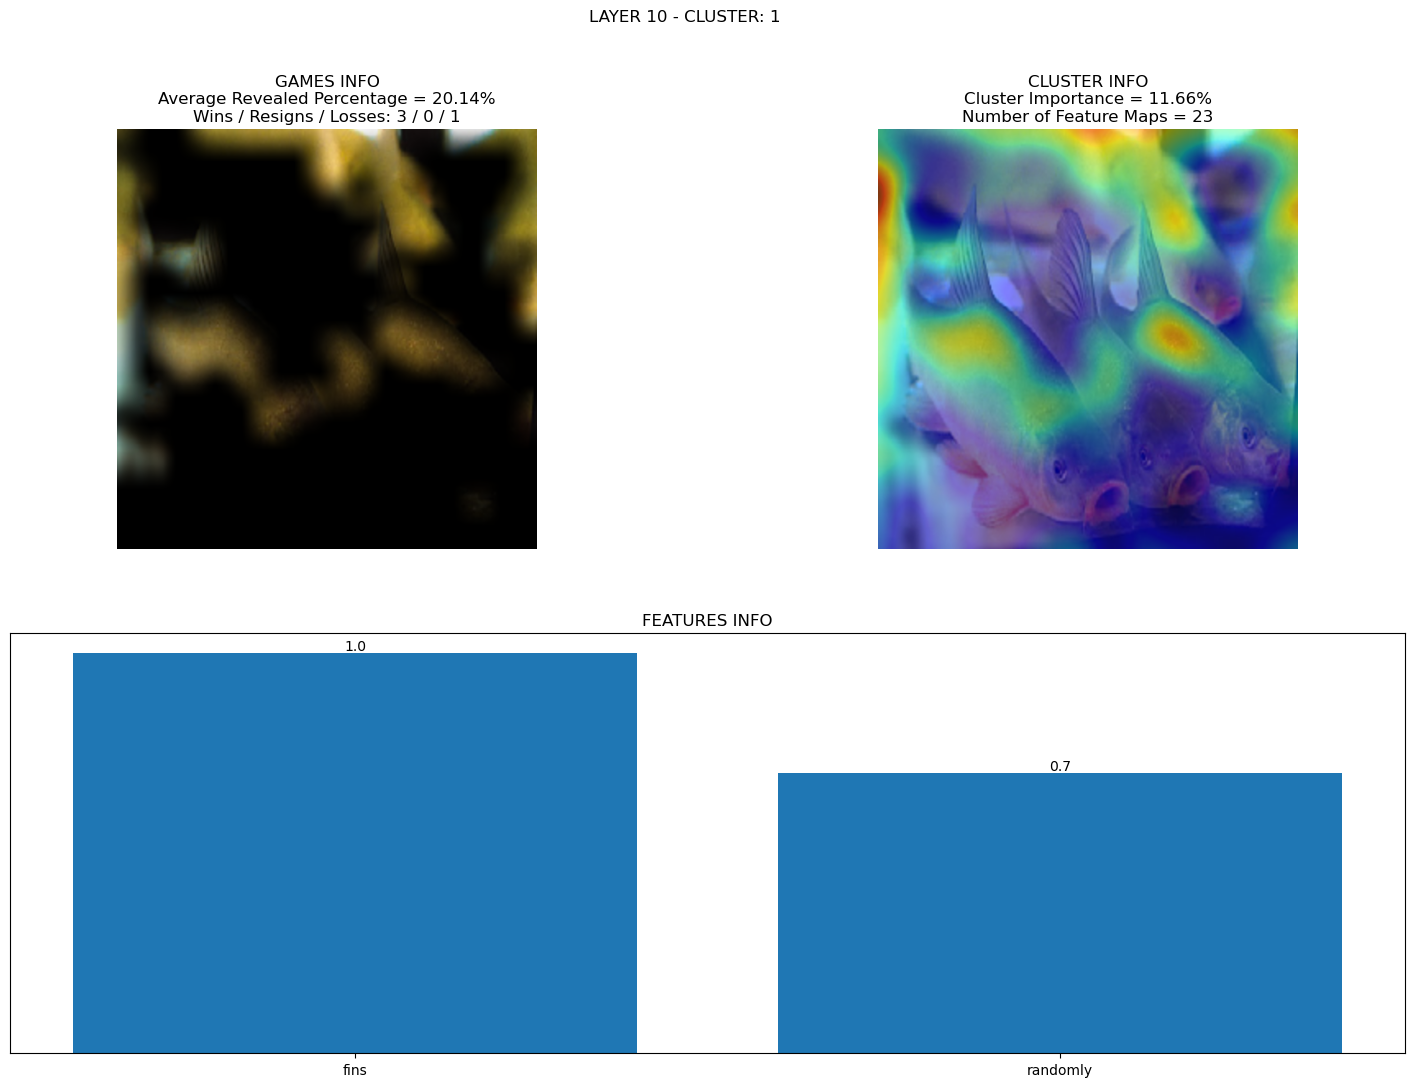 LAYER 10 - CLUSTER: 1
GAMES INFO
Average Revealed Percentage = 20.14%
Wins / Resigns / Losses: 3 / 0 / 1
CLUSTER INFO
Cluster Importance = 11.66%
Number of Feature Maps = 23
FEATURES INFO
1.0
0.7
fins
randomly